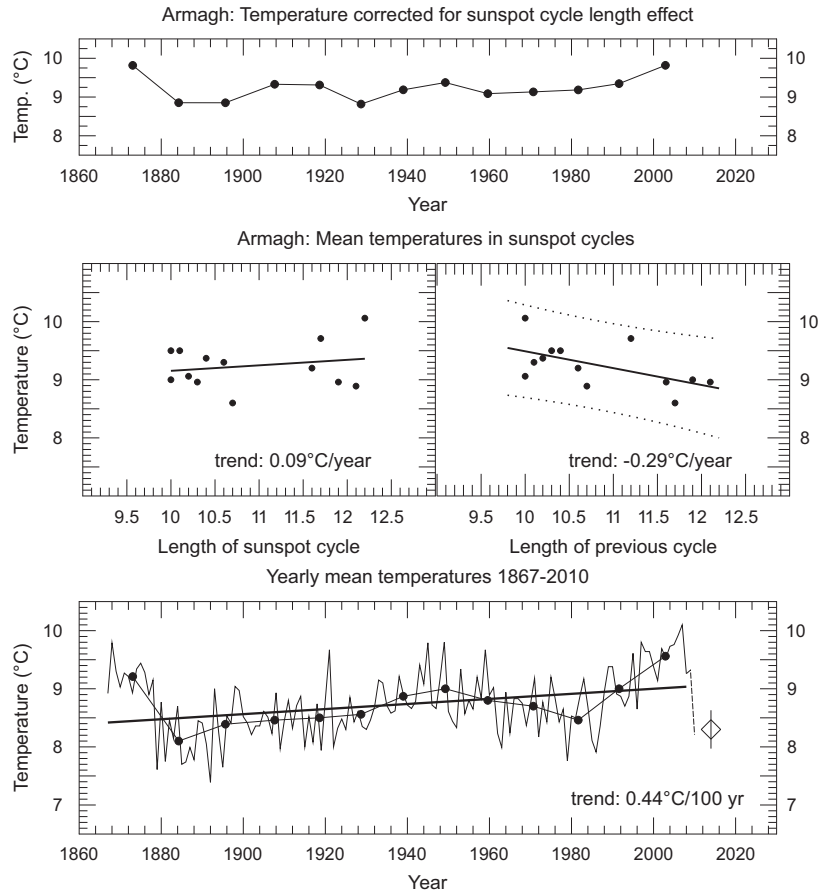 Armagh: Temperature corrected for sunspot cycle length effect
Temp. (°C)
10 10
9 9
8 8
1860 1880 1900 1920 1940 1960 1980 2000 2020
Year
Armagh: Mean temperatures in sunspot cycles
Temperature (°C)
10 10
9 9
8 8
trend: 0.09°C/year trend: -0.29°C/year
9.5 10 10.5 11 11.5 12 12.5 9.5 10 10.5 11 11.5 12 12.5
Length of sunspot cycle Length of previous cycle
Yearly mean temperatures 1867-2010
Temperature (°C)
10 10
9 9
8 8
7 7
trend: 0.44°C/100 yr
1860 1880 1900 1920 1940 1960 1980 2000 2020
Year